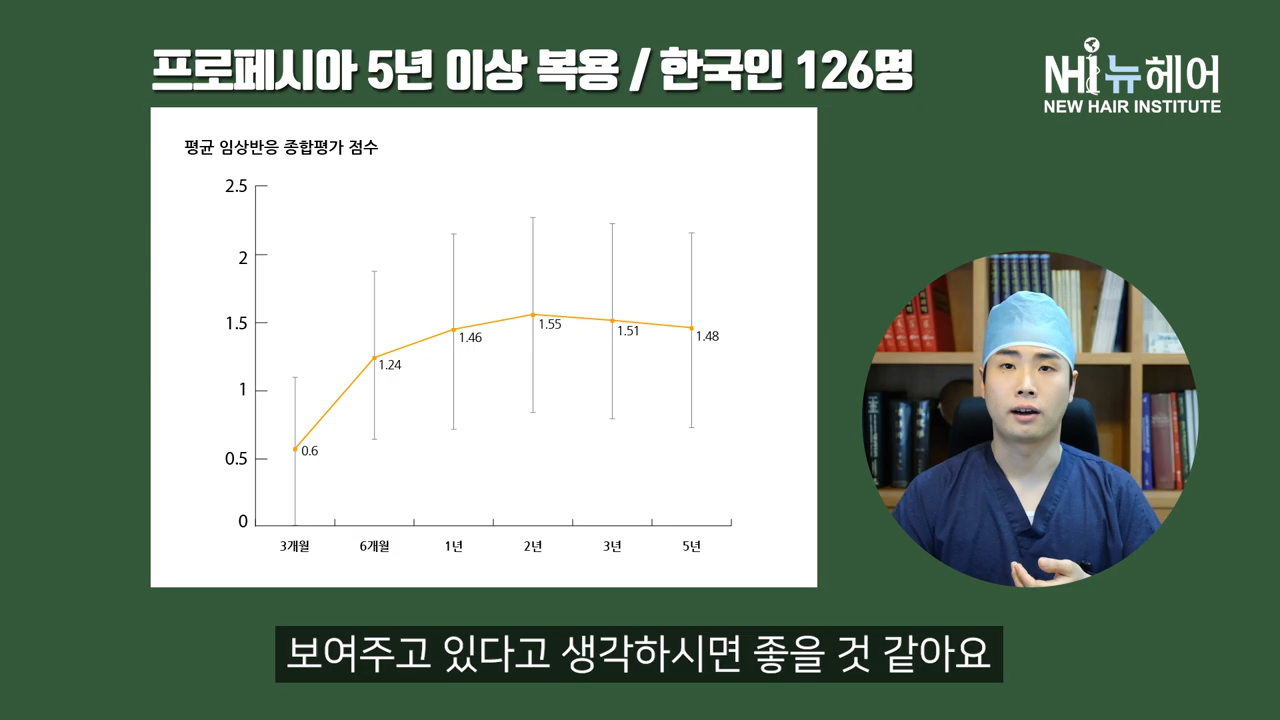 프로페시아 5년 이상 복용 / 한국인 126명
NHI 뉴헤어
NEW HAIR INSTITUTE
평균 임상반응 종합평가 점수
2.5
2
1.5
1
0.5
0
0.6
1.24
1.46
1.55
1.51
1.48
3개월 6개월 1년 2년 3년 5년
보여주고 있다고 생각하시면 좋을 것 같아요